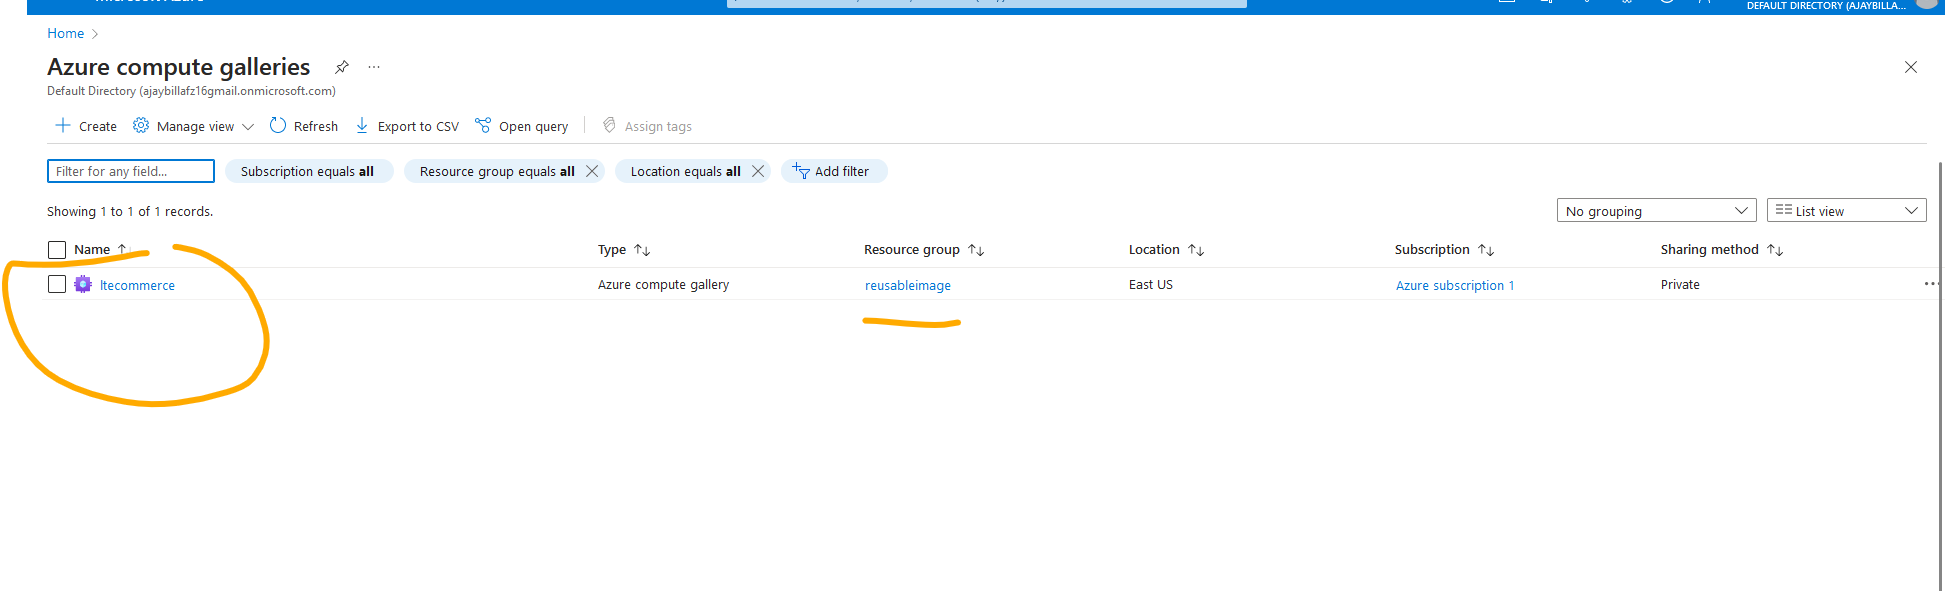 DEFAULT DIRECTORY (AJAYBILLA...
Home
Azure compute galleries
Default Directory (ajaybillafz16gmail.onmicrosoft.com)
Create Manage view Refresh Export to CSV Open query Assign tags
Filter for any field... Subscription equals all Resource group equals all Location equals all Add filter
Showing 1 to 1 of 1 records. No grouping List view
Name Type Resource group Location Subscription Sharing method
ltecommerce Azure compute gallery reusableimage East US Azure subscription 1 Private